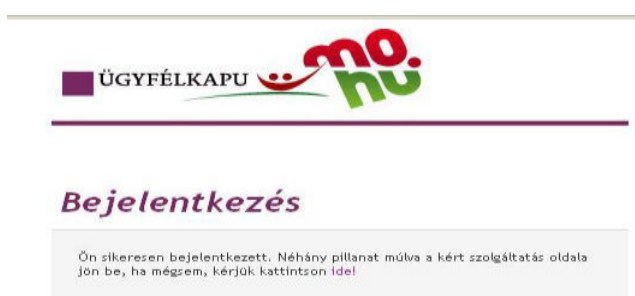 ÜGYFÉLKAPU
mo.
hu
Bejelentkezés
Ön sikeresen bejelentkezett. Néhány pillanat múlva a kért szolgáltatás oldala
jön be, ha mégsem, kérjük kattintson ide!